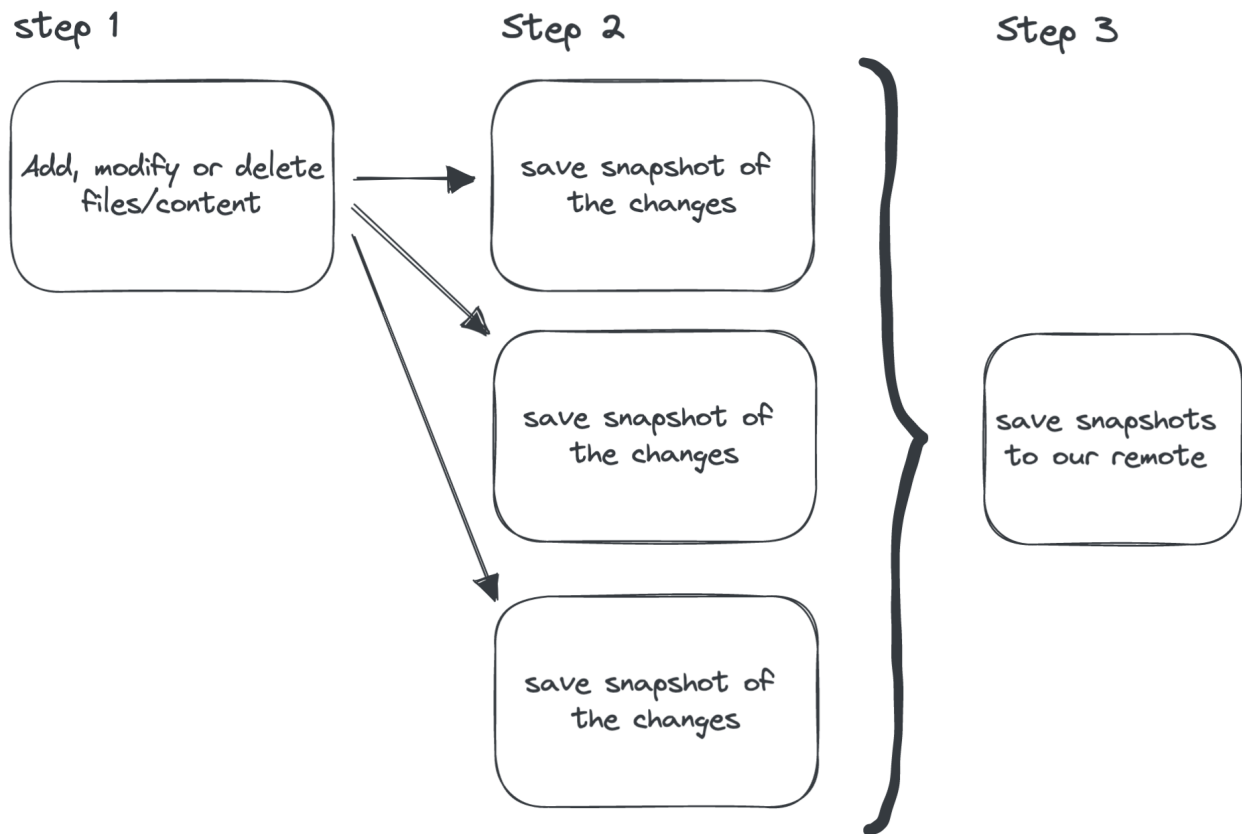 step 1
Step 2
Step 3
Add, modify or delete
files/content
save snapshot of
the changes
save snapshot of
the changes
save snapshot of
the changes
save snapshots
to our remote